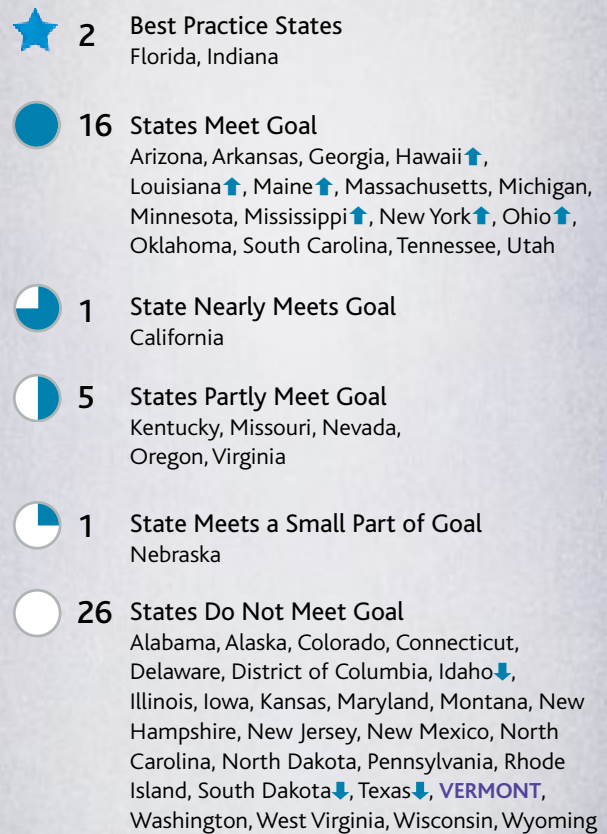 2 Best Practice States
Florida, Indiana
16 States Meet Goal
Arizona, Arkansas, Georgia, Hawaii⬆,
Louisiana⬆, Maine⬆, Massachusetts, Michigan,
Minnesota, Mississippi⬆, New York⬆, Ohio⬆,
Oklahoma, South Carolina, Tennessee, Utah
1 State Nearly Meets Goal
California
5 States Partly Meet Goal
Kentucky, Missouri, Nevada,
Oregon, Virginia
1 State Meets a Small Part of Goal
Nebraska
26 States Do Not Meet Goal
Alabama, Alaska, Colorado, Connecticut,
Delaware, District of Columbia, Idaho⬇,
Illinois, Iowa, Kansas, Maryland, Montana, New
Hampshire, New Jersey, New Mexico, North
Carolina, North Dakota, Pennsylvania, Rhode
Island, South Dakota⬇, Texas⬇, VERMONT,
Washington, West Virginia, Wisconsin, Wyoming